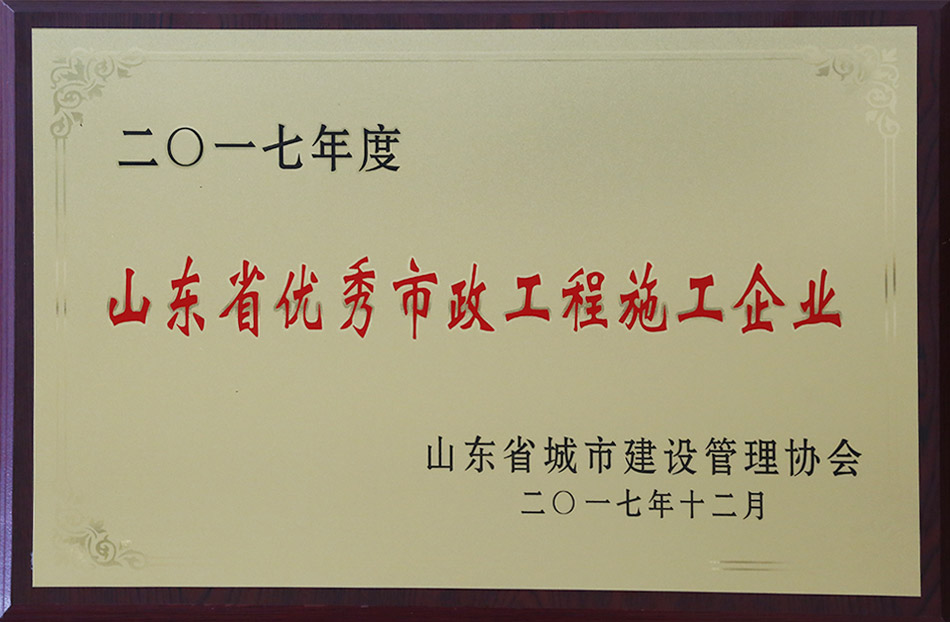 二〇一七年度
山东省优秀市政工程施工企业
山东省城市建设管理协会
二〇一七年十二月